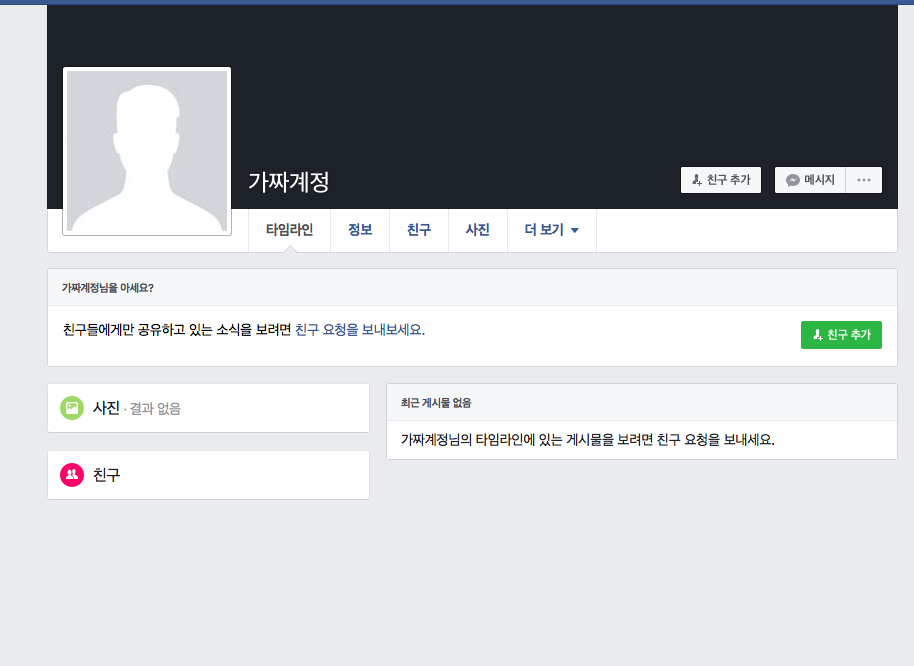 가짜계정
친구 추가
메시지
타임라인
정보
친구
사진
더 보기
가짜계정님을 아세요?
친구들에게만 공유하고 있는 소식을 보려면 친구 요청을 보내보세요.
친구 추가
사진 · 결과 없음
친구
최근 게시물 없음
가짜계정님의 타임라인에 있는 게시물을 보려면 친구 요청을 보내세요.